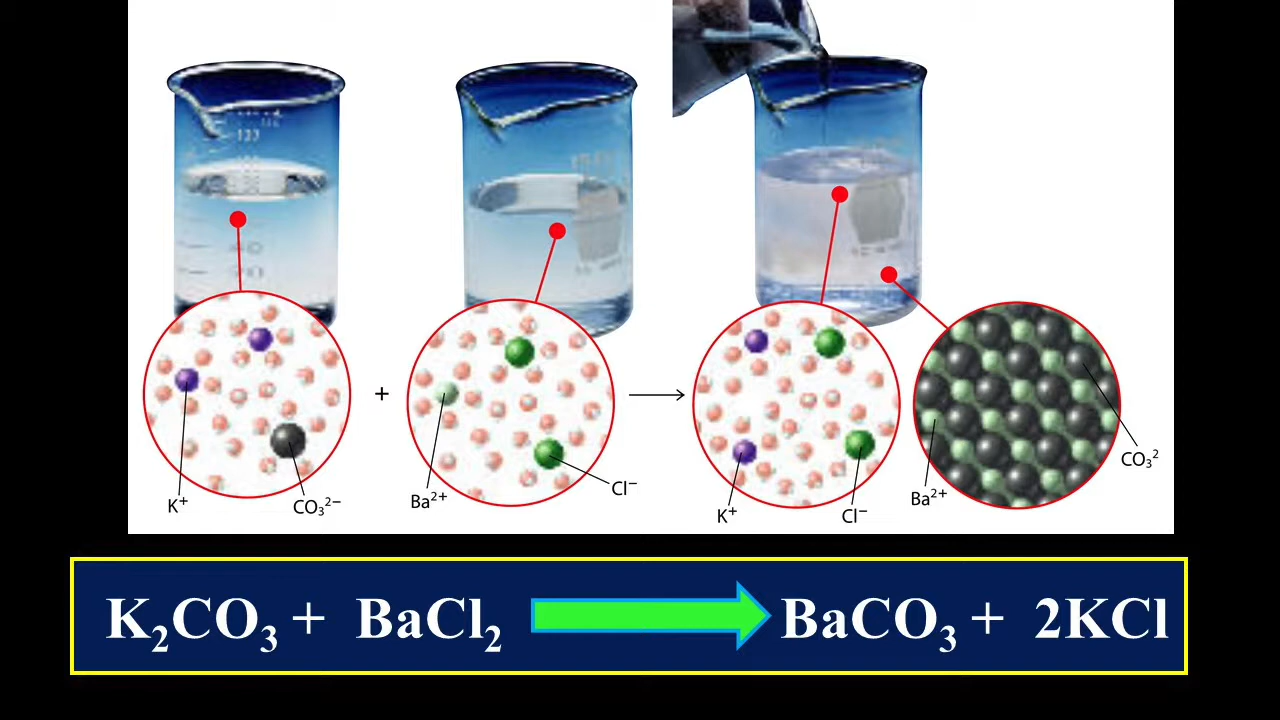 +
K⁺
CO₃²⁻
Ba²⁺
Cl⁻
K⁺
Cl⁻
Ba²⁺
CO₃²
K₂CO₃ + BaCl₂ BaCO₃ + 2KCl